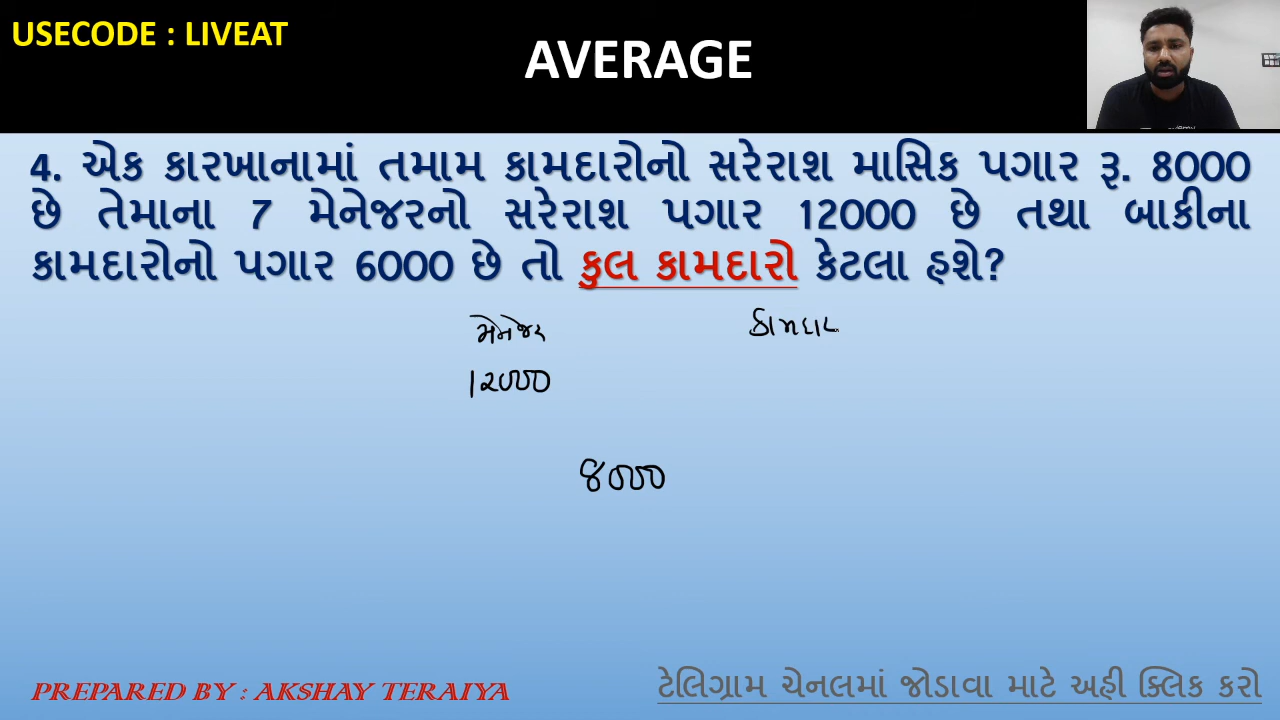 USECODE : LIVEAT
AVERAGE
4. એક કારખાનામાં તમામ કામદારોનો સરેરાશ માસિક પગાર રૂ. 8000
છે તેમાના 7 મેનેજરનો સરેરાશ પગાર 12000 છે તથા બાકીના
કામદારોનો પગાર 6000 છે તો કુલ કામદારો કેટલા હશે?
મેનેજર કામદાર
12000
8000
PREPARED BY : AKSHAY TERAIYA
ટેલિગ્રામ ચેનલમાં જોડાવા માટે અહી ક્લિક કરો